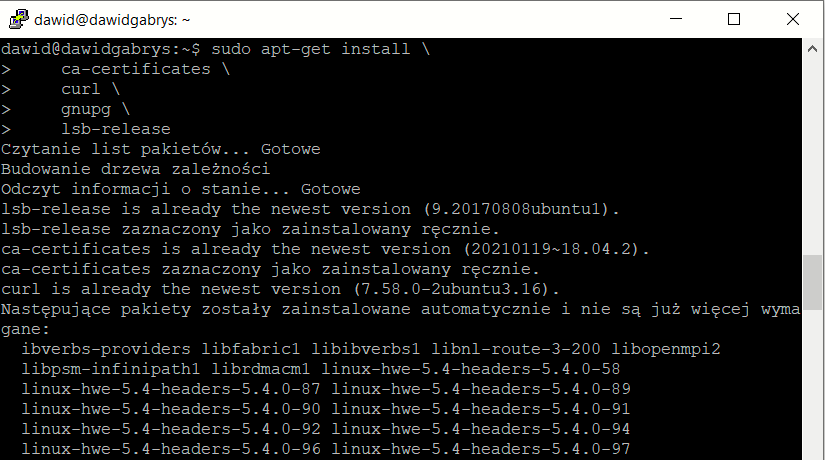 dawid@dawidgabrys: ~
dawid@dawidgabrys:~$ sudo apt-get install \
>     ca-certificates \
>     curl \
>     gnupg \
>     lsb-release
Czytanie list pakietów... Gotowe
Budowanie drzewa zależności
Odczyt informacji o stanie... Gotowe
lsb-release is already the newest version (9.20170808ubuntu1).
lsb-release zaznaczony jako zainstalowany ręcznie.
ca-certificates is already the newest version (20210119~18.04.2).
ca-certificates zaznaczony jako zainstalowany ręcznie.
curl is already the newest version (7.58.0-2ubuntu3.16).
Następujące pakiety zostały zainstalowane automatycznie i nie są już więcej wyma
gane:
  ibverbs-providers libfabric1 libibverbs1 libnl-route-3-200 libopenmpi2
  libpsm-infinipath1 librdmacm1 linux-hwe-5.4-headers-5.4.0-58
  linux-hwe-5.4-headers-5.4.0-87 linux-hwe-5.4-headers-5.4.0-89
  linux-hwe-5.4-headers-5.4.0-90 linux-hwe-5.4-headers-5.4.0-91
  linux-hwe-5.4-headers-5.4.0-92 linux-hwe-5.4-headers-5.4.0-94
  linux-hwe-5.4-headers-5.4.0-96 linux-hwe-5.4-headers-5.4.0-97